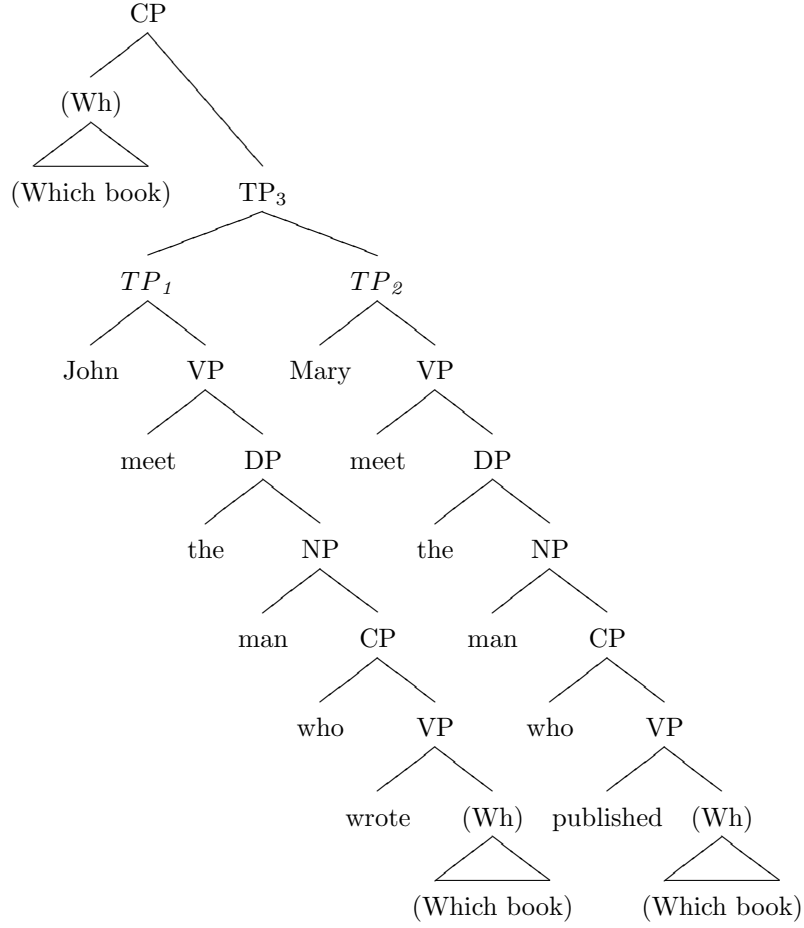 CP
(Wh)
(Which book) TP3
TP1 TP2
John VP Mary VP
meet DP meet DP
the NP the NP
man CP man CP
who VP who VP
wrote (Wh) published (Wh)
(Which book) (Which book)